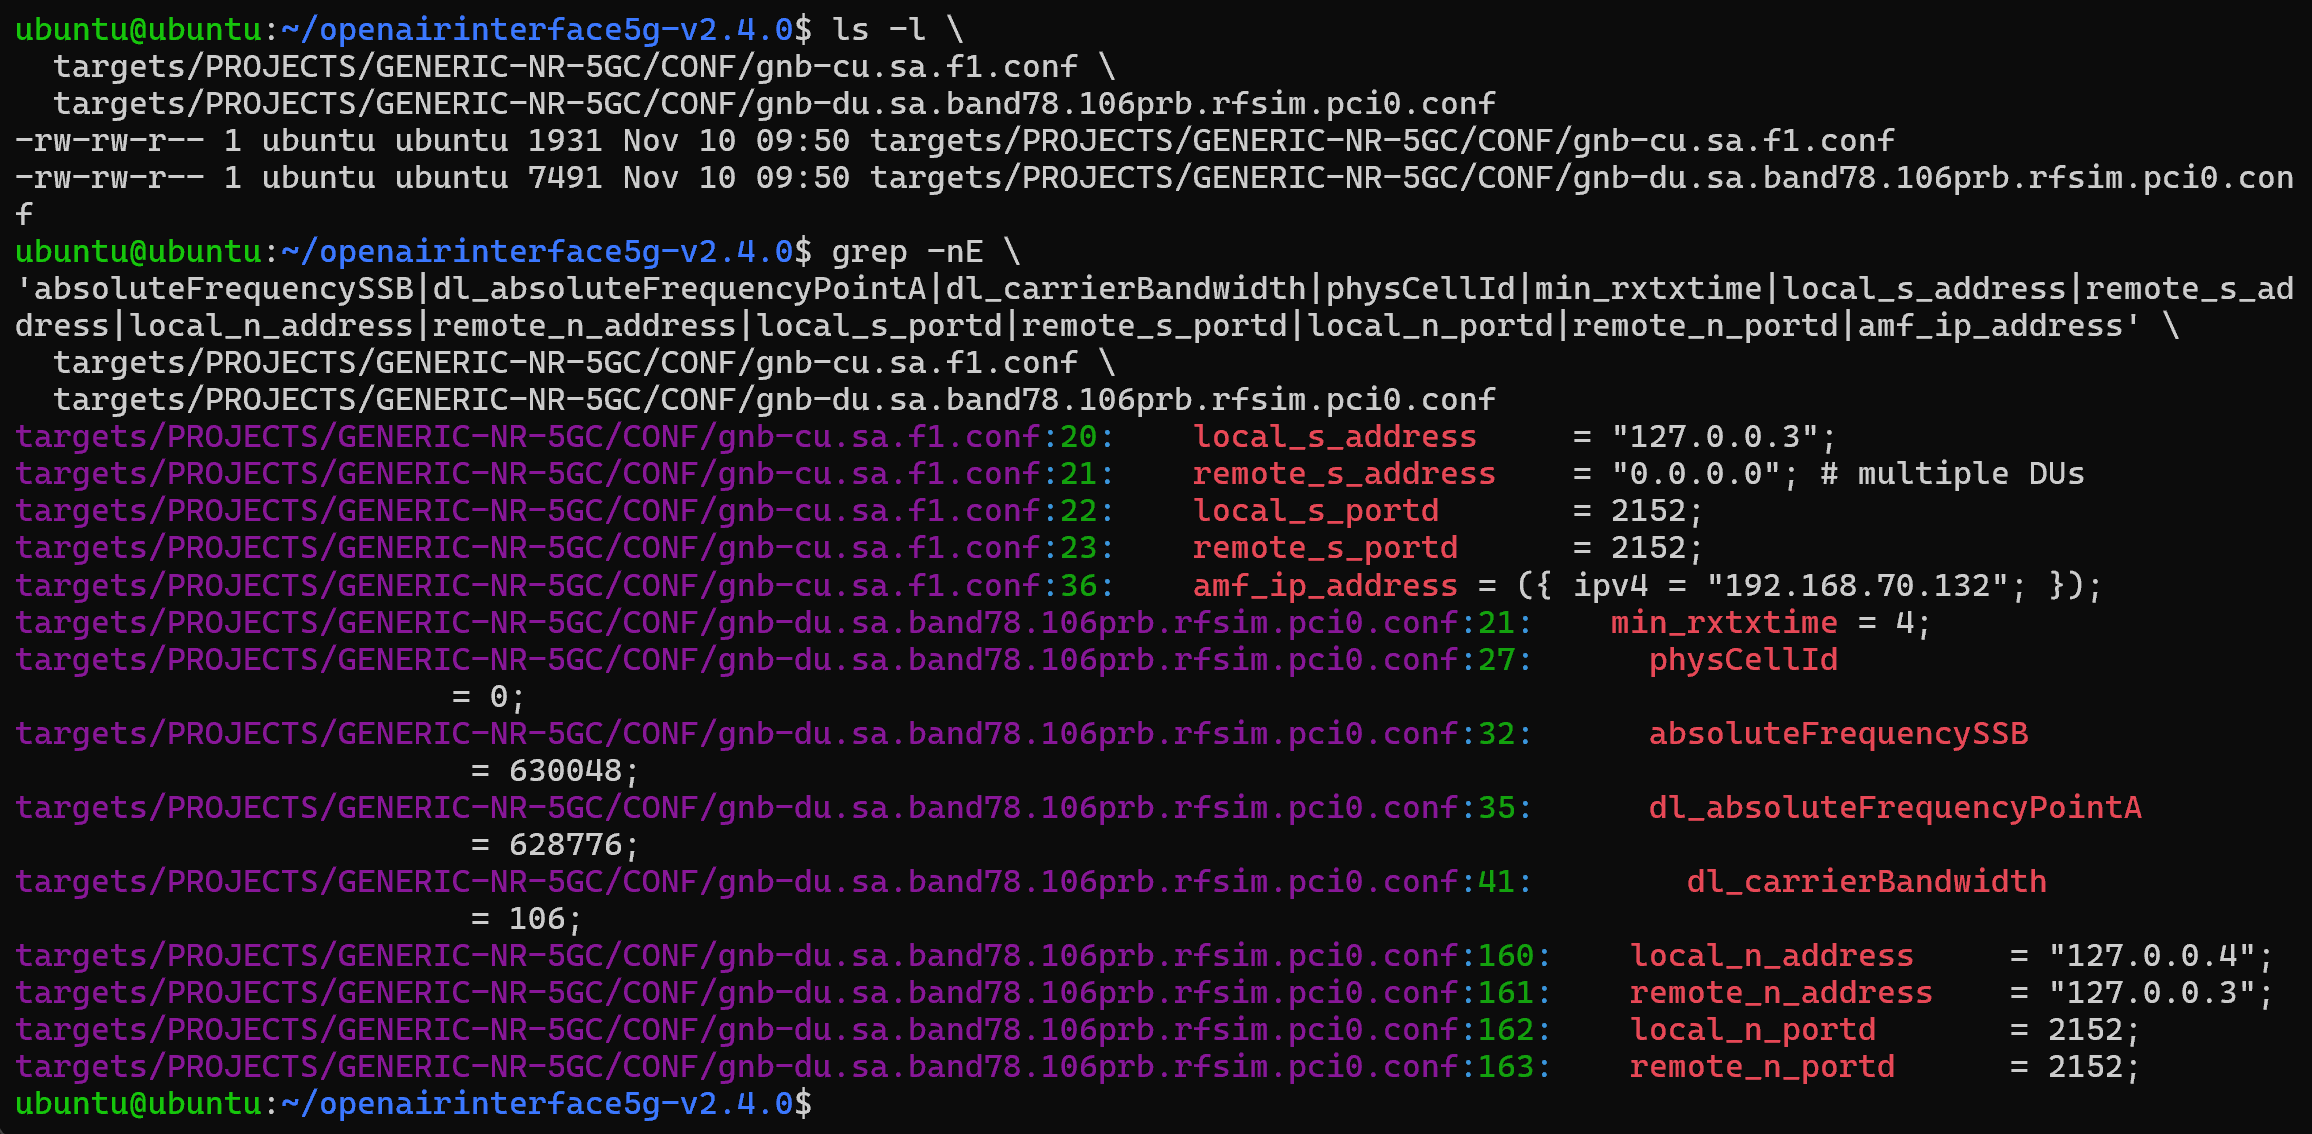 ubuntu@ubuntu:~/openairinterface5g-v2.4.0$ ls -l \
  targets/PROJECTS/GENERIC-NR-5GC/CONF/gnb-cu.sa.f1.conf \
  targets/PROJECTS/GENERIC-NR-5GC/CONF/gnb-du.sa.band78.106prb.rfsim.pci0.conf
-rw-rw-r-- 1 ubuntu ubuntu 1931 Nov 10 09:50 targets/PROJECTS/GENERIC-NR-5GC/CONF/gnb-cu.sa.f1.conf
-rw-rw-r-- 1 ubuntu ubuntu 7491 Nov 10 09:50 targets/PROJECTS/GENERIC-NR-5GC/CONF/gnb-du.sa.band78.106prb.rfsim.pci0.con
f
ubuntu@ubuntu:~/openairinterface5g-v2.4.0$ grep -nE \
'absoluteFrequencySSB|dl_absoluteFrequencyPointA|dl_carrierBandwidth|physCellId|min_rxtxtime|local_s_address|remote_s_ad
dress|local_n_address|remote_n_address|local_s_portd|remote_s_portd|local_n_portd|remote_n_portd|amf_ip_address' \
  targets/PROJECTS/GENERIC-NR-5GC/CONF/gnb-cu.sa.f1.conf \
  targets/PROJECTS/GENERIC-NR-5GC/CONF/gnb-du.sa.band78.106prb.rfsim.pci0.conf
targets/PROJECTS/GENERIC-NR-5GC/CONF/gnb-cu.sa.f1.conf:20:    local_s_address     = "127.0.0.3";
targets/PROJECTS/GENERIC-NR-5GC/CONF/gnb-cu.sa.f1.conf:21:    remote_s_address    = "0.0.0.0"; # multiple DUs
targets/PROJECTS/GENERIC-NR-5GC/CONF/gnb-cu.sa.f1.conf:22:    local_s_portd       = 2152;
targets/PROJECTS/GENERIC-NR-5GC/CONF/gnb-cu.sa.f1.conf:23:    remote_s_portd      = 2152;
targets/PROJECTS/GENERIC-NR-5GC/CONF/gnb-cu.sa.f1.conf:36:    amf_ip_address = ({ ipv4 = "192.168.70.132"; });
targets/PROJECTS/GENERIC-NR-5GC/CONF/gnb-du.sa.band78.106prb.rfsim.pci0.conf:21:    min_rxtxtime = 4;
targets/PROJECTS/GENERIC-NR-5GC/CONF/gnb-du.sa.band78.106prb.rfsim.pci0.conf:27:      physCellId
                       = 0;
targets/PROJECTS/GENERIC-NR-5GC/CONF/gnb-du.sa.band78.106prb.rfsim.pci0.conf:32:      absoluteFrequencySSB
                        = 630048;
targets/PROJECTS/GENERIC-NR-5GC/CONF/gnb-du.sa.band78.106prb.rfsim.pci0.conf:35:      dl_absoluteFrequencyPointA
                        = 628776;
targets/PROJECTS/GENERIC-NR-5GC/CONF/gnb-du.sa.band78.106prb.rfsim.pci0.conf:41:        dl_carrierBandwidth
                        = 106;
targets/PROJECTS/GENERIC-NR-5GC/CONF/gnb-du.sa.band78.106prb.rfsim.pci0.conf:160:    local_n_address     = "127.0.0.4";
targets/PROJECTS/GENERIC-NR-5GC/CONF/gnb-du.sa.band78.106prb.rfsim.pci0.conf:161:    remote_n_address    = "127.0.0.3";
targets/PROJECTS/GENERIC-NR-5GC/CONF/gnb-du.sa.band78.106prb.rfsim.pci0.conf:162:    local_n_portd       = 2152;
targets/PROJECTS/GENERIC-NR-5GC/CONF/gnb-du.sa.band78.106prb.rfsim.pci0.conf:163:    remote_n_portd      = 2152;
ubuntu@ubuntu:~/openairinterface5g-v2.4.0$